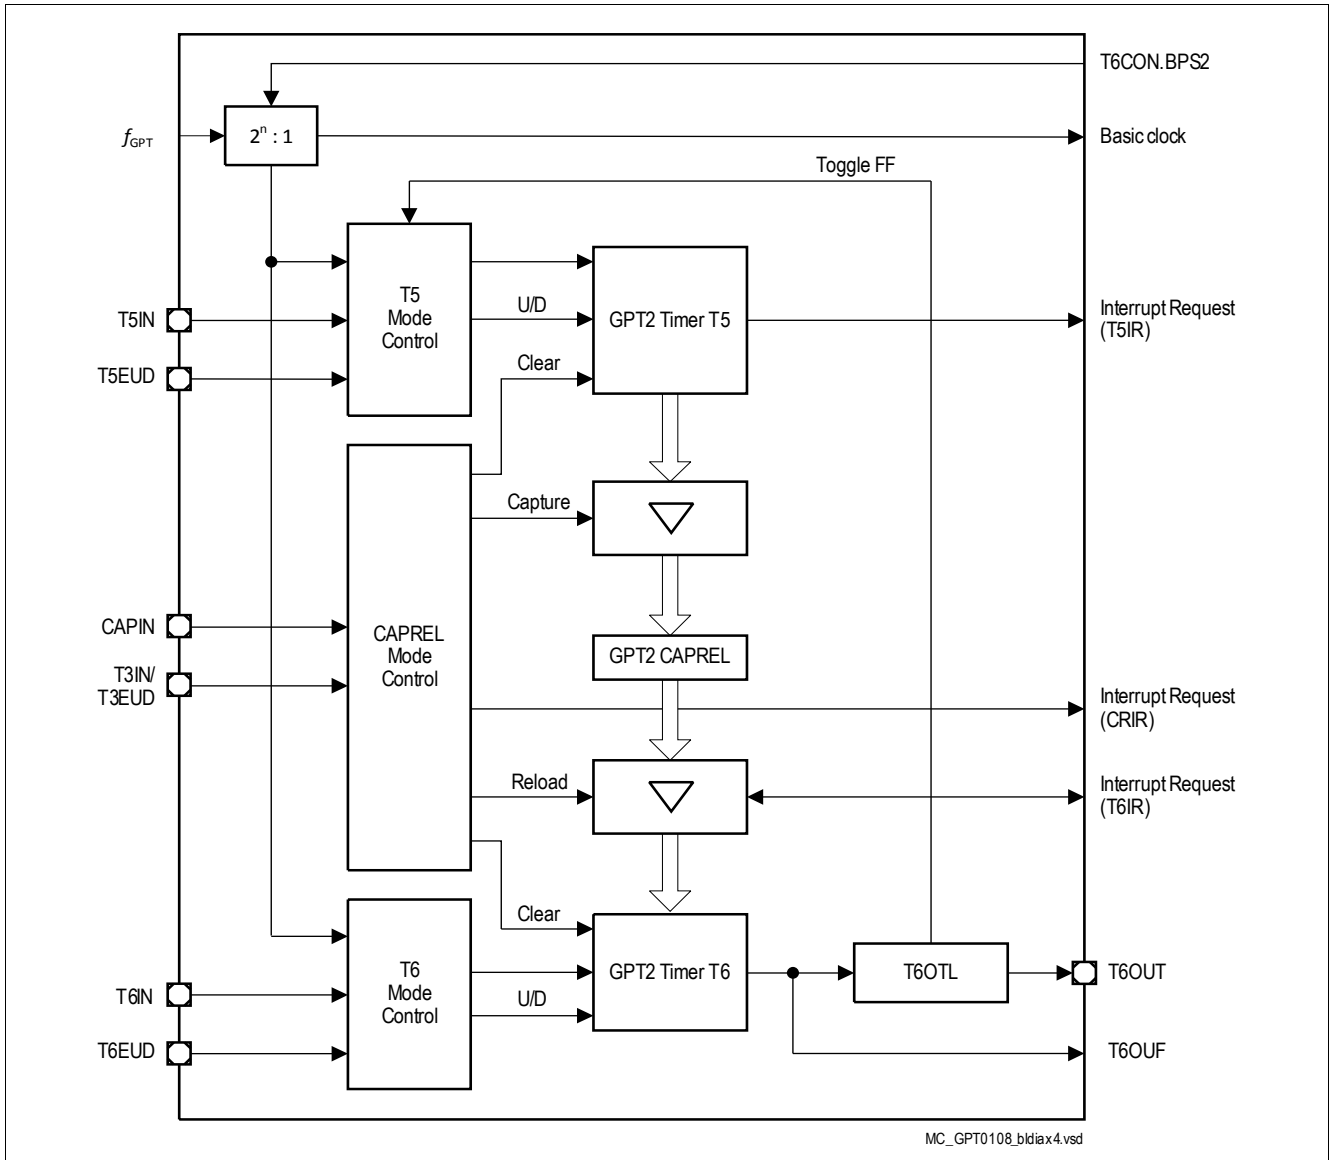 T6CON.BPS2
fGPT
2n : 1
Basic clock
Toggle FF
T5
Mode
Control
U/D
GPT2 Timer T5
T5IN
Interrupt Request
(T5IR)
T5EUD
Clear
Capture
CAPIN
T3IN/
T3EUD
CAPREL
Mode
Control
GPT2 CAPREL
Interrupt Request
(CRIR)
Reload
Interrupt Request
(T6IR)
Clear
T6
Mode
Control
GPT2 Timer T6
T6OTL
T6OUT
T6IN
U/D
T6EUD
T6OUF
MC_GPT0108_bldiax4.vsd